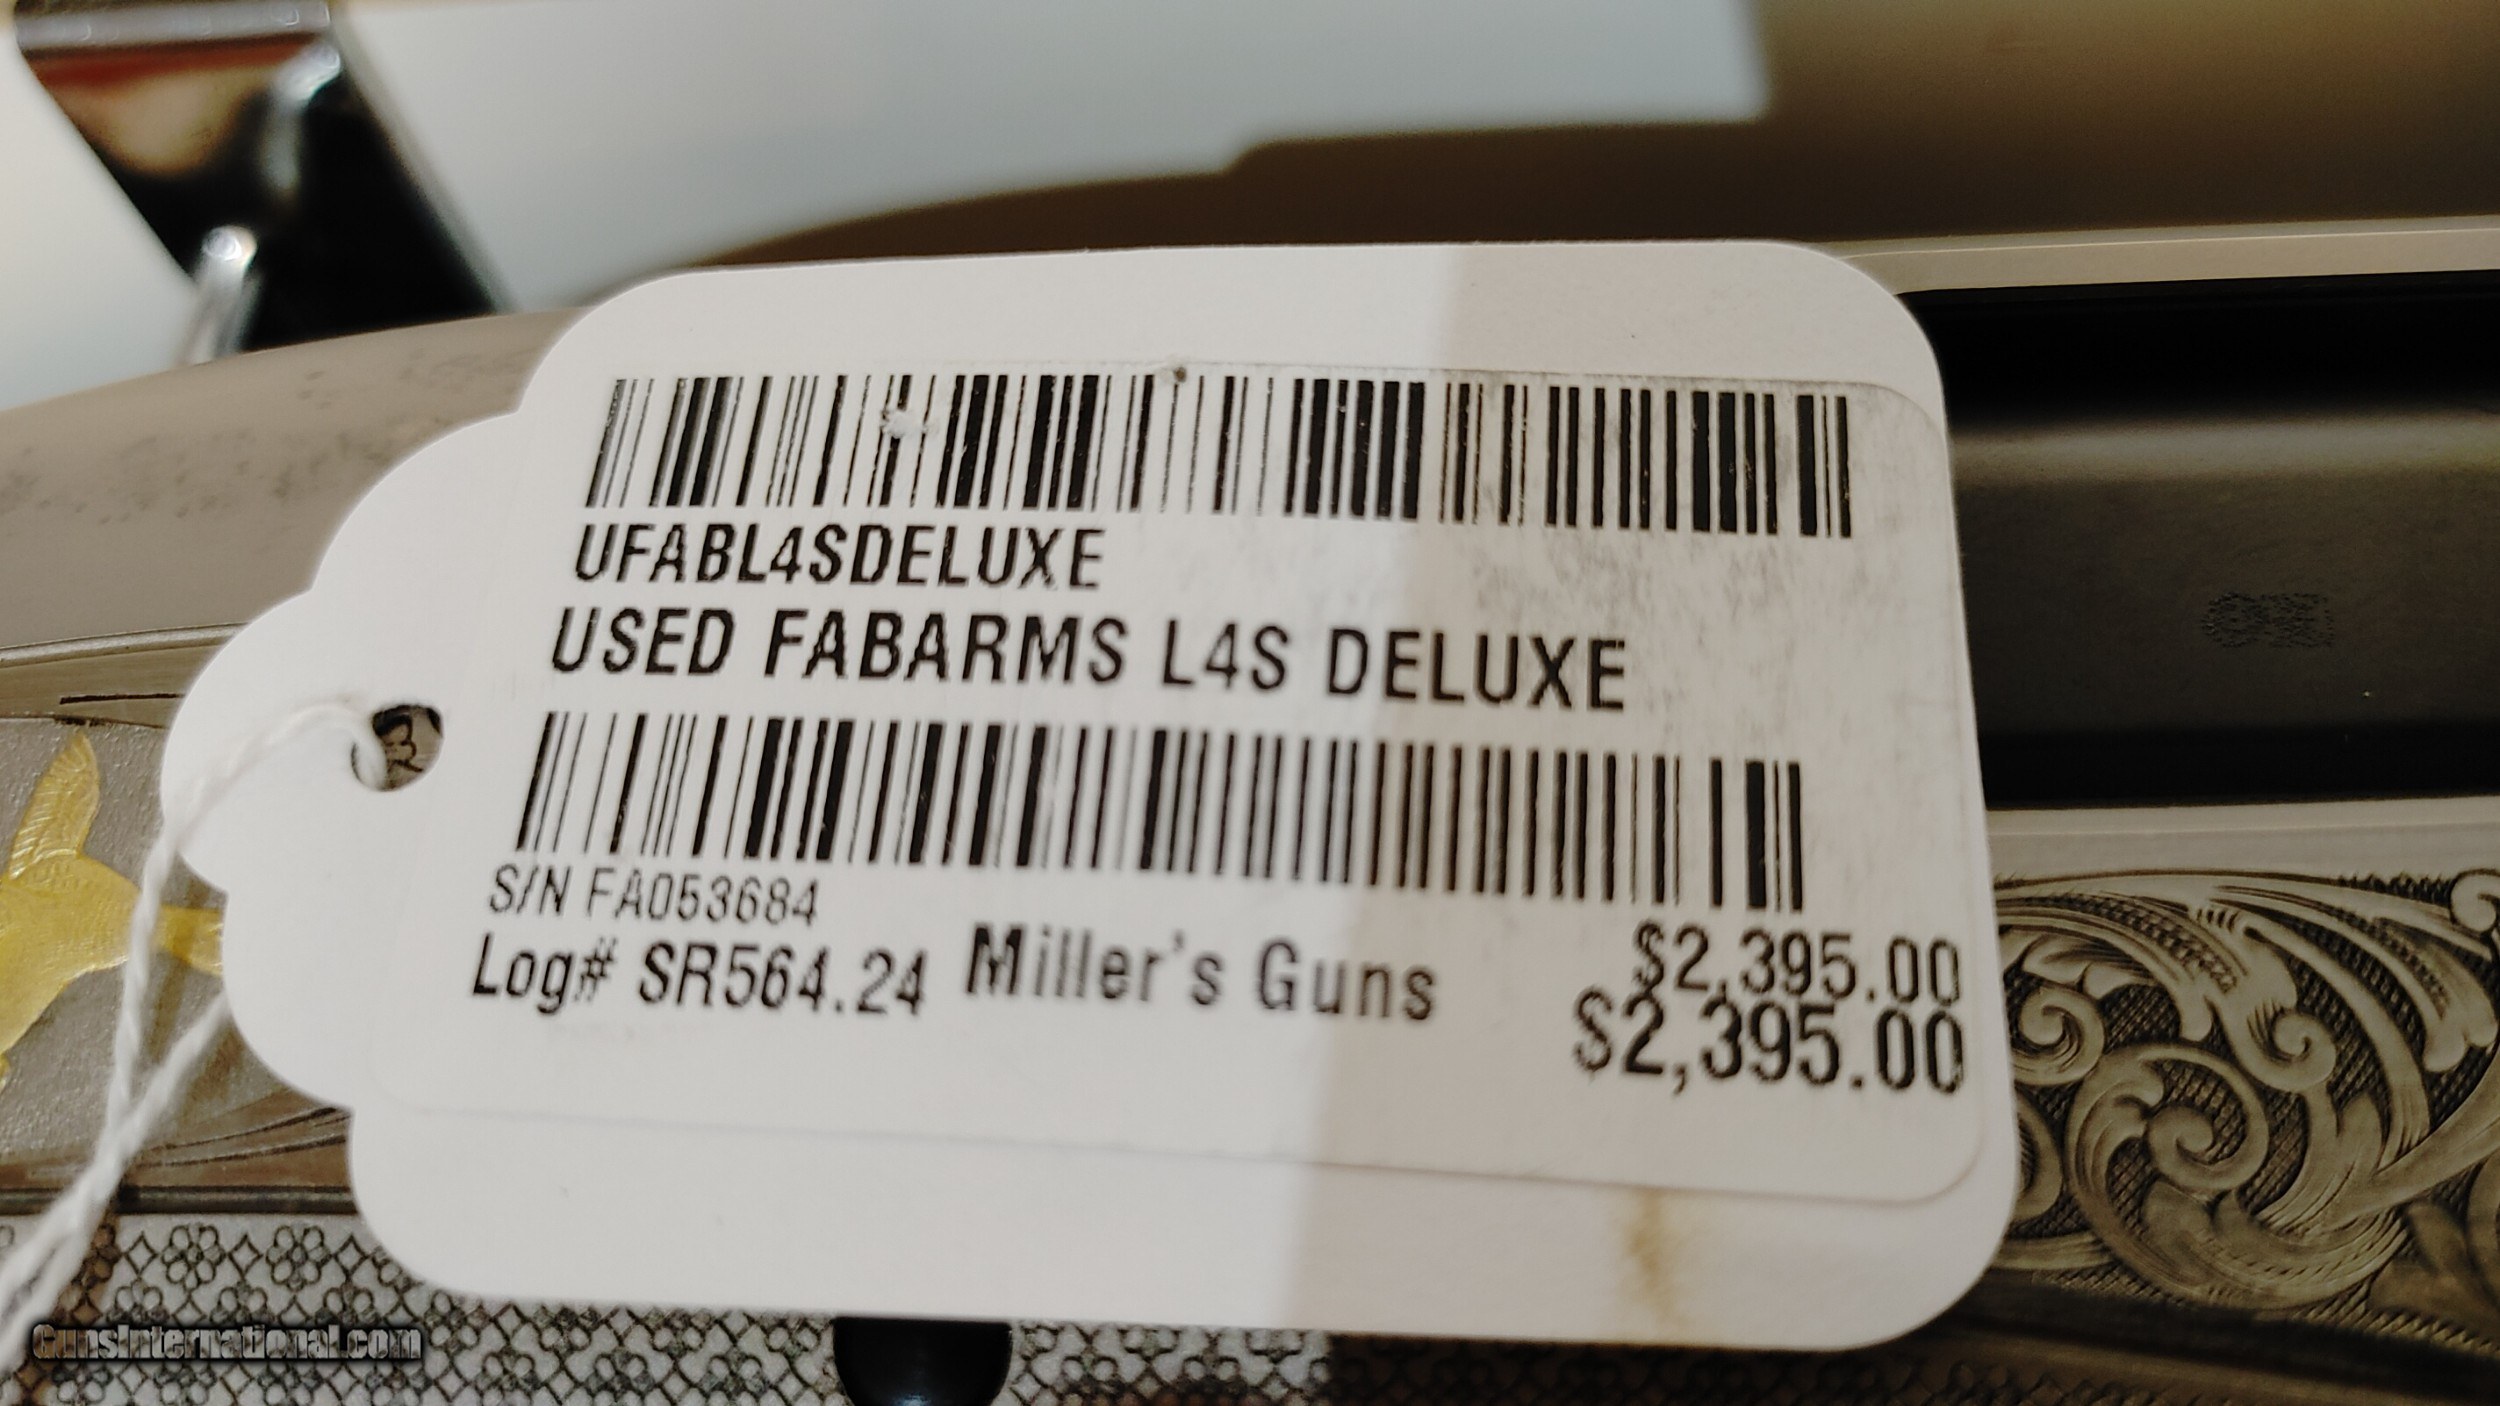 UFABL4SDELUXE
USED FABARMS L4S DELUXE
S/N FA053684
Log# SR564.24 Miller's Guns
$2,395.00
$2,395.00
GunsInternational.com